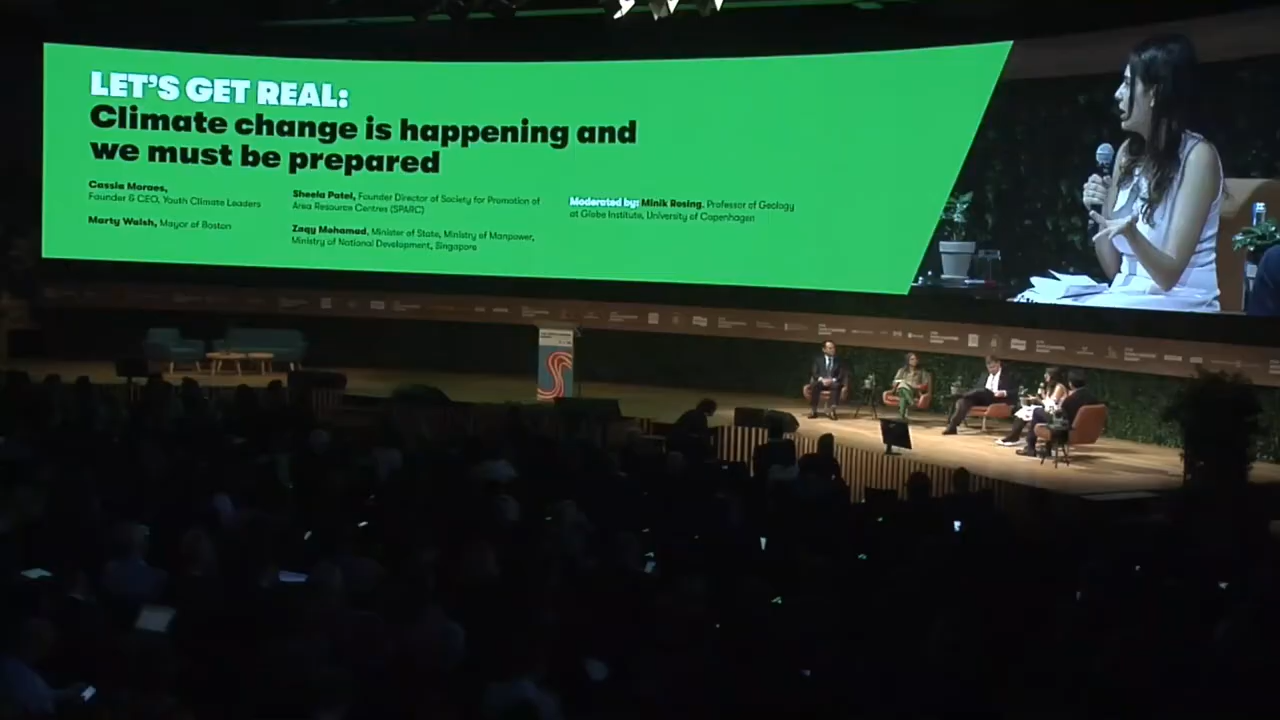 LET'S GET REAL:
Climate change is happening and
we must be prepared
Cassia Moraes,
Founder & CEO, Youth Climate Leaders
Marty Walsh, Mayor of Boston
Sheela Patel, Founder Director of Society for Promotion of
Area Resource Centres (SPARC)
Zaqy Mohamad, Minister of State, Ministry of Manpower,
Ministry of National Development, Singapore
Moderated by: Minik Rosing, Professor of Geology
at Globe Institute, University of Copenhagen